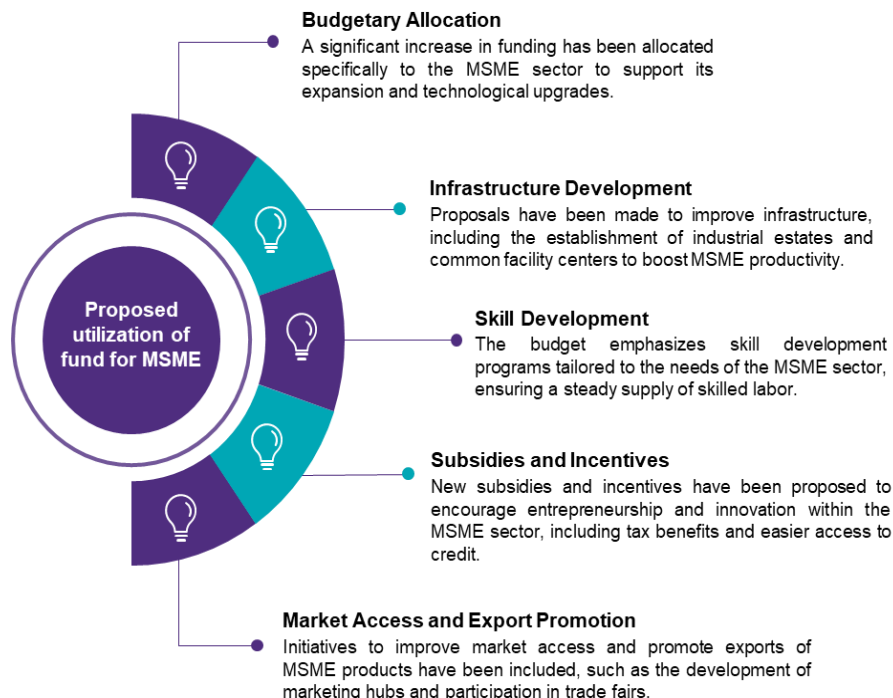 Budgetary Allocation
A significant increase in funding has been allocated
specifically to the MSME sector to support its
expansion and technological upgrades.
Infrastructure Development
Proposals have been made to improve infrastructure,
including the establishment of industrial estates and
common facility centers to boost MSME productivity.
Proposed
utilization of
fund for MSME
Skill Development
The budget emphasizes skill development
programs tailored to the needs of the MSME sector,
ensuring a steady supply of skilled labor.
Subsidies and Incentives
New subsidies and incentives have been proposed to
encourage entrepreneurship and innovation within the
MSME sector, including tax benefits and easier access to
credit.
Market Access and Export Promotion
Initiatives to improve market access and promote exports of
MSME products have been included, such as the development of
marketing hubs and participation in trade fairs.